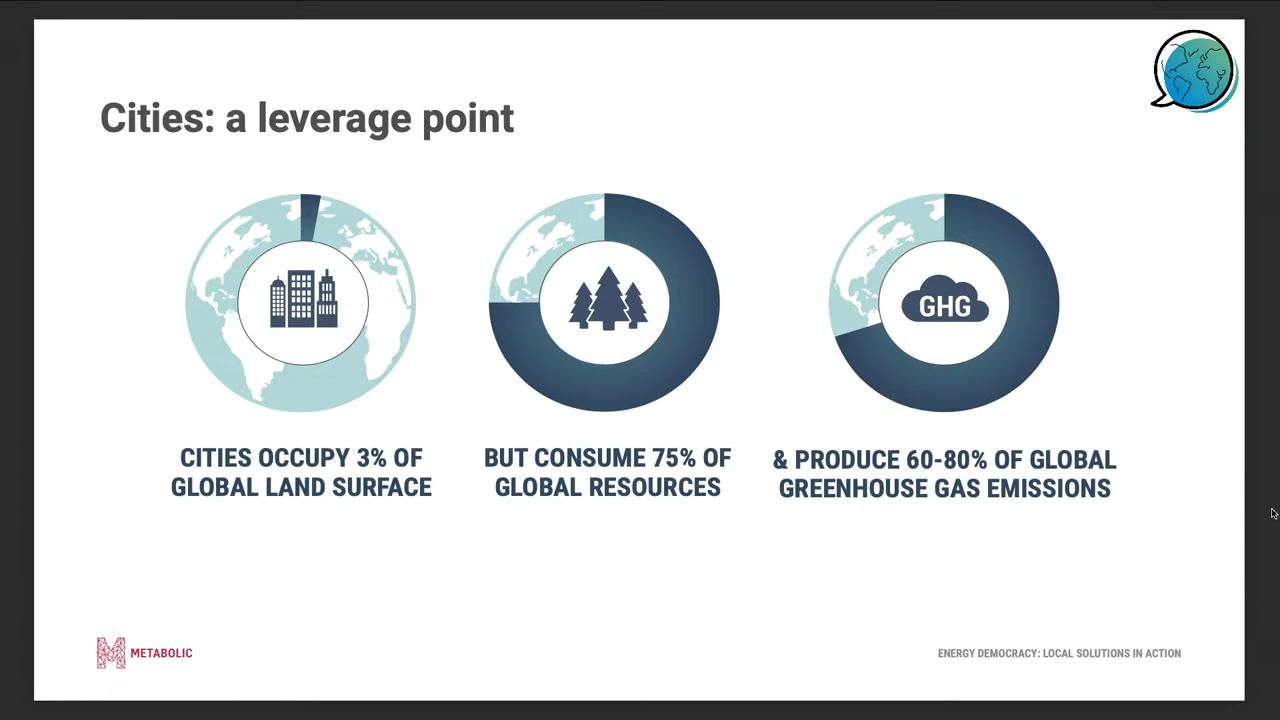 Cities: a leverage point
GHG
CITIES OCCUPY 3% OF
GLOBAL LAND SURFACE
BUT CONSUME 75% OF
GLOBAL RESOURCES
& PRODUCE 60-80% OF GLOBAL
GREENHOUSE GAS EMISSIONS
METABOLIC
ENERGY DEMOCRACY: LOCAL SOLUTIONS IN ACTION